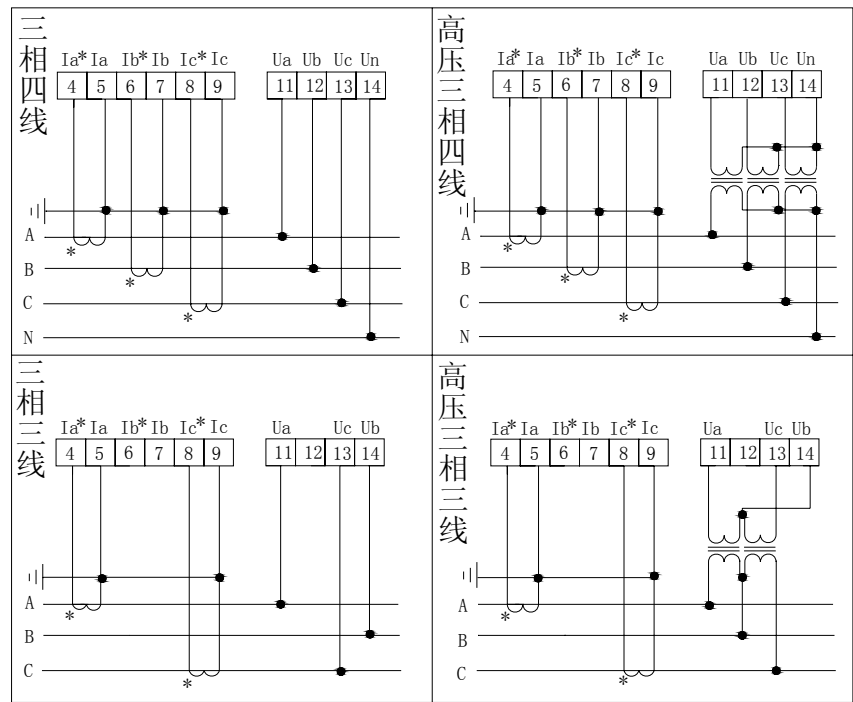 三相四线
Ia* Ia Ib* Ib Ic* Ic Ua Ub Uc Un
4 5 6 7 8 9 11 12 13 14
A
*
B
*
C
*
N
高压三相四线
Ia* Ia Ib* Ib Ic* Ic Ua Ub Uc Un
4 5 6 7 8 9 11 12 13 14
A
*
B
*
C
*
N
三相三线
Ia* Ia Ib* Ib Ic* Ic Ua Uc Ub
4 5 6 7 8 9 11 12 13 14
A
*
B
C
*
高压三相三线
Ia* Ia Ib* Ib Ic* Ic Ua Uc Ub
4 5 6 7 8 9 11 12 13 14
A
*
B
C
*